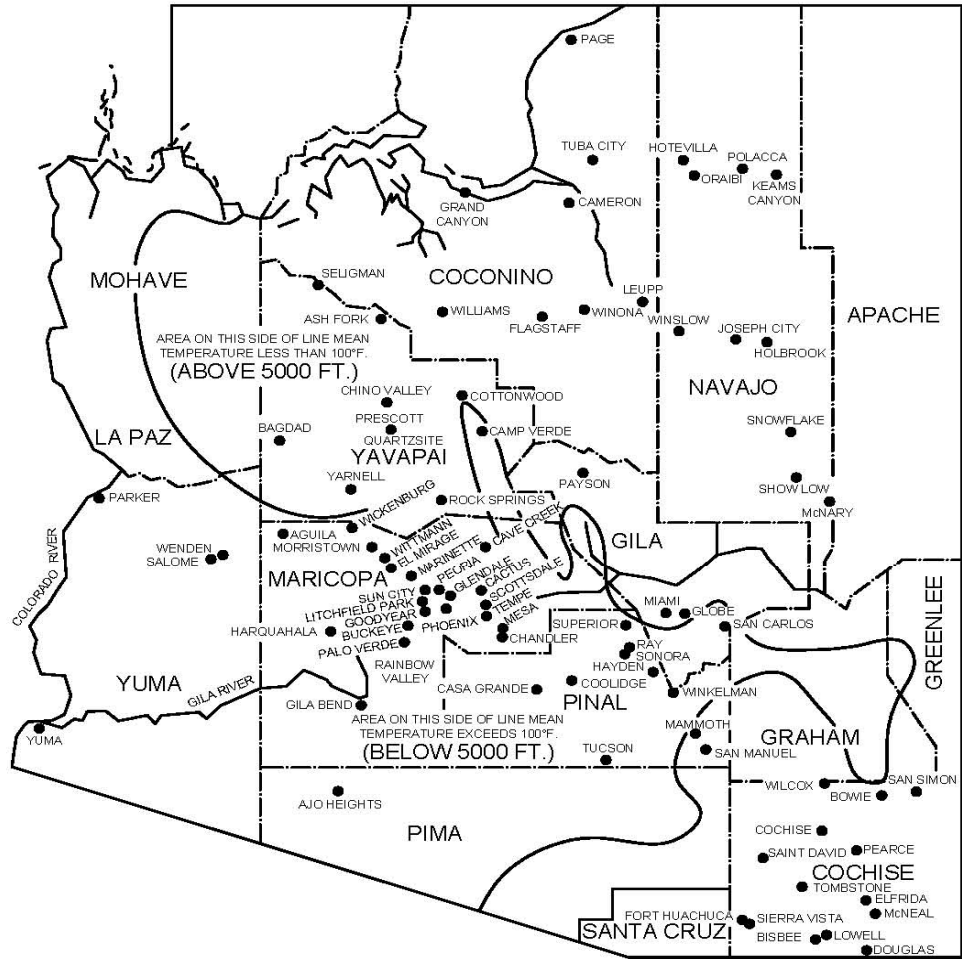 PAGE
TUBA CITY
HOTEVILLA
POLACCA
ORAIBI
KEAMS
CANYON
GRAND
CANYON
CAMERON
MOHAVE
SELIGMAN
COCONINO
LEUPP
ASH FORK
WILLIAMS
FLAGSTAFF
WINONA
WINSLOW
JOSEPH CITY
HOLBROOK
APACHE
AREA ON THIS SIDE OF LINE MEAN
TEMPERATURE LESS THAN 100°F.
(ABOVE 5000 FT.)
NAVAJO
CHINO VALLEY
COTTONWOOD
PRESCOTT
QUARTZSITE
CAMP VERDE
SNOWFLAKE
LA PAZ
BAGDAD
YAVAPAI
PAYSON
SHOW LOW
McNARY
PARKER
YARNELL
ROCK SPRINGS
WICKENBURG
AGUILA
MORRISTOWN
WITTMANN
EL MIRAGE
MARINETTE
CAVE CREEK
GILA
WENDEN
SALOME
MARICOPA
PEORIA
GLENDALE
CACTUS
SCOTTSDALE
TEMPE
MESA
SUN CITY
LITCHFIELD PARK
GOODYEAR
BUCKEYE
PALO VERDE
PHOENIX
CHANDLER
COLORADO RIVER
HARQUAHALA
RAINBOW
VALLEY
SUPERIOR
MIAMI
GLOBE
SAN CARLOS
RAY
SONORA
HAYDEN
GREENLEE
YUMA
GILA RIVER
GILA BEND
CASA GRANDE
COOLIDGE
PINAL
WINKELMAN
AREA ON THIS SIDE OF LINE MEAN
TEMPERATURE EXCEEDS 100°F.
(BELOW 5000 FT.)
YUMA
TUCSON
MAMMOTH
SAN MANUEL
GRAHAM
AJO HEIGHTS
PIMA
WILCOX
BOWIE
SAN SIMON
COCHISE
SAINT DAVID
PEARCE
COCHISE
TOMBSTONE
ELFRIDA
McNEAL
FORT HUACHUCA
SIERRA VISTA
SANTA CRUZ
BISBEE
LOWELL
DOUGLAS